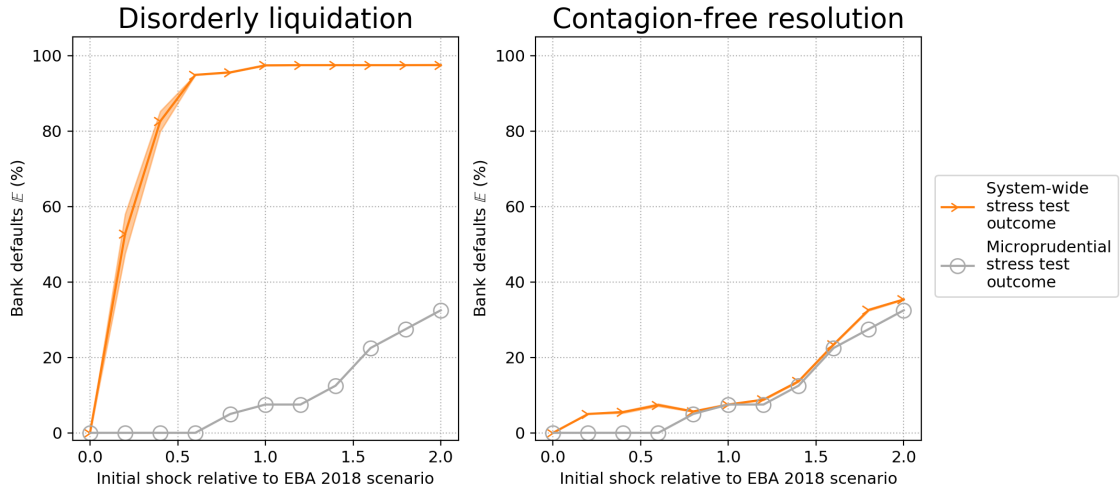 Disorderly liquidation
Contagion-free resolution
100
80
60
40
20
0
Bank defaults 𝔼 (%)
0.0
0.5
1.0
1.5
2.0
Initial shock relative to EBA 2018 scenario
100
80
60
40
20
0
Bank defaults 𝔼 (%)
0.0
0.5
1.0
1.5
2.0
Initial shock relative to EBA 2018 scenario
System-wide
stress test
outcome
Microprudential
stress test
outcome